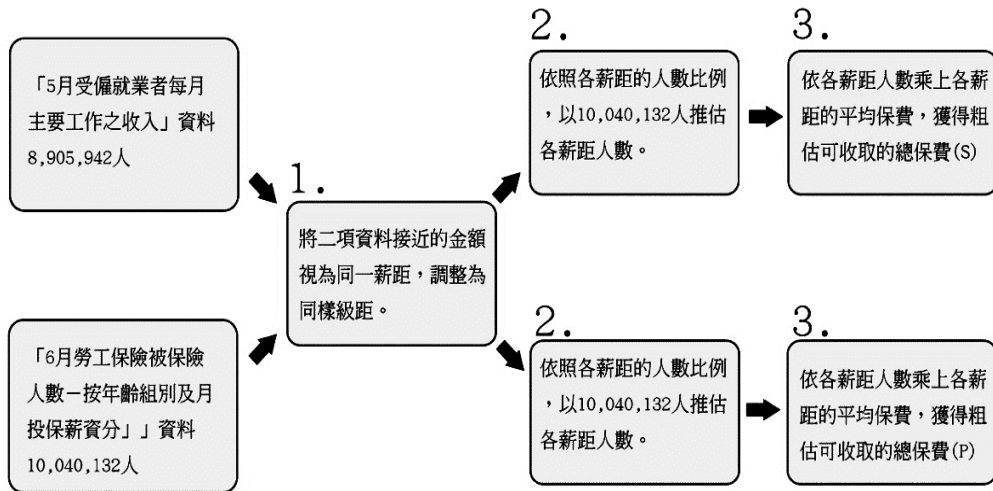 「5月受僱就業者每月
主要工作之收入」資料
8,905,942人
「6月勞工保險被保險
人數－按年齡組別及月
投保薪資分」」資料
10,040,132人
1.
將二項資料接近的金額
視為同一薪距，調整為
同樣級距。
2.
依照各薪距的人數比例
，以10,040,132人推估
各薪距人數。
3.
依各薪距人數乘上各薪
距的平均保費，獲得粗
估可收取的總保費(S)
2.
依照各薪距的人數比例
，以10,040,132人推估
各薪距人數。
3.
依各薪距人數乘上各薪
距的平均保費，獲得粗
估可收取的總保費(P)